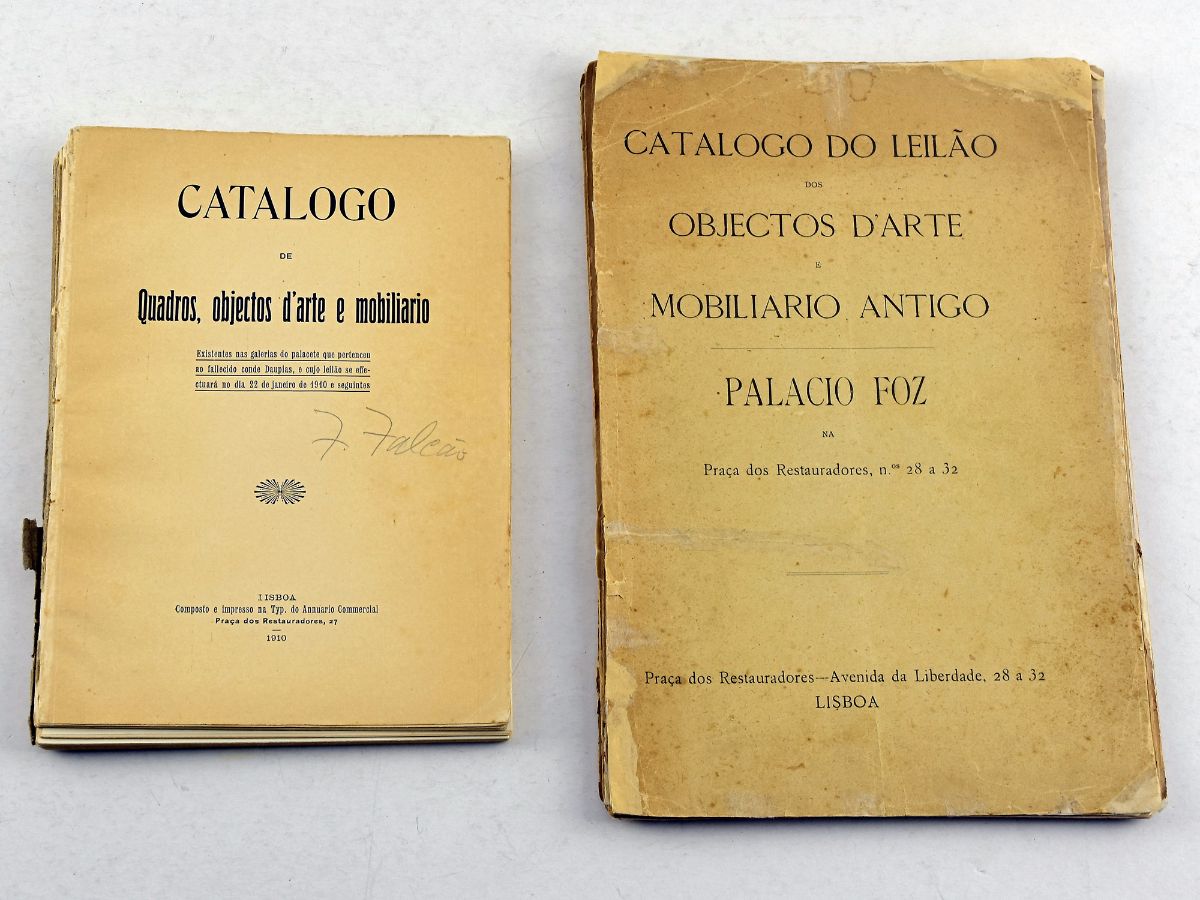 CATALOGO
DE
Quadros, objectos d'arte e mobiliario
Existentes nas galerias do palacete que pertenceu
ao fallecido conde Daupias, e cujo leilão se effe-
ctuará no dia 22 de janeiro de 1910 e seguintes
F. Falcão
LISBOA
Composto e impresso na Typ. do Annuario Commercial
Praça dos Restauradores, 27
1910
CATALOGO DO LEILÃO
DOS
OBJECTOS D'ARTE
E
MOBILIARIO ANTIGO
PALACIO FOZ
NA
Praça dos Restauradores, n.os 28 a 32
Praça dos Restauradores—Avenida da Liberdade, 28 a 32
LISBOA